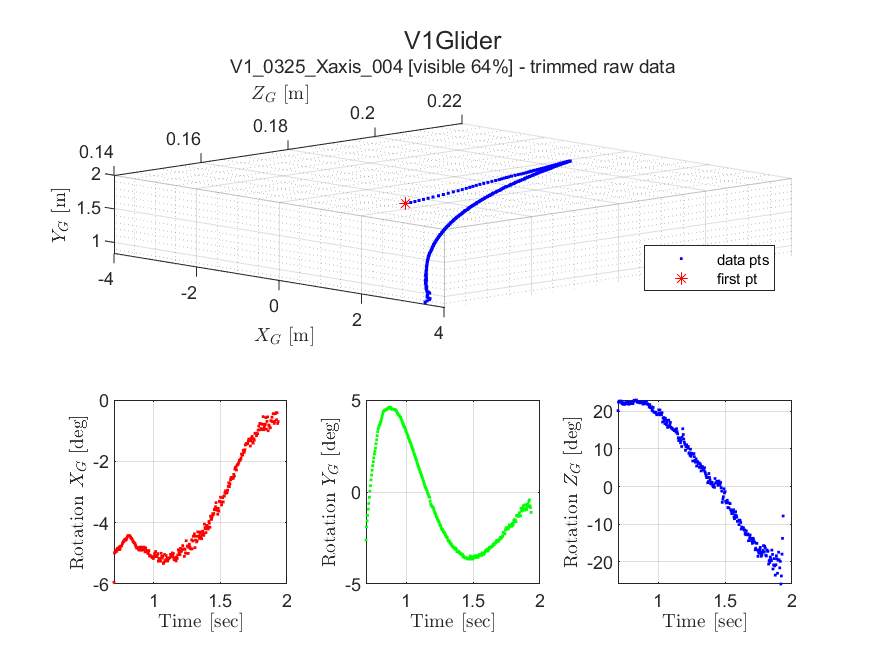 V1Glider
V1_0325_Xaxis_004 [visible 64%] - trimmed raw data
Z_G [m]
0.14 0.16 0.18 0.2 0.22
Y_G [m]
2
1.5
1
-4 -2 0 2 4
X_G [m]
data pts
first pt
Rotation X_G [deg]
0
-2
-4
-6
1 1.5 2
Time [sec]
Rotation Y_G [deg]
5
0
-5
1 1.5 2
Time [sec]
Rotation Z_G [deg]
20
10
0
-10
-20
1 1.5 2
Time [sec]